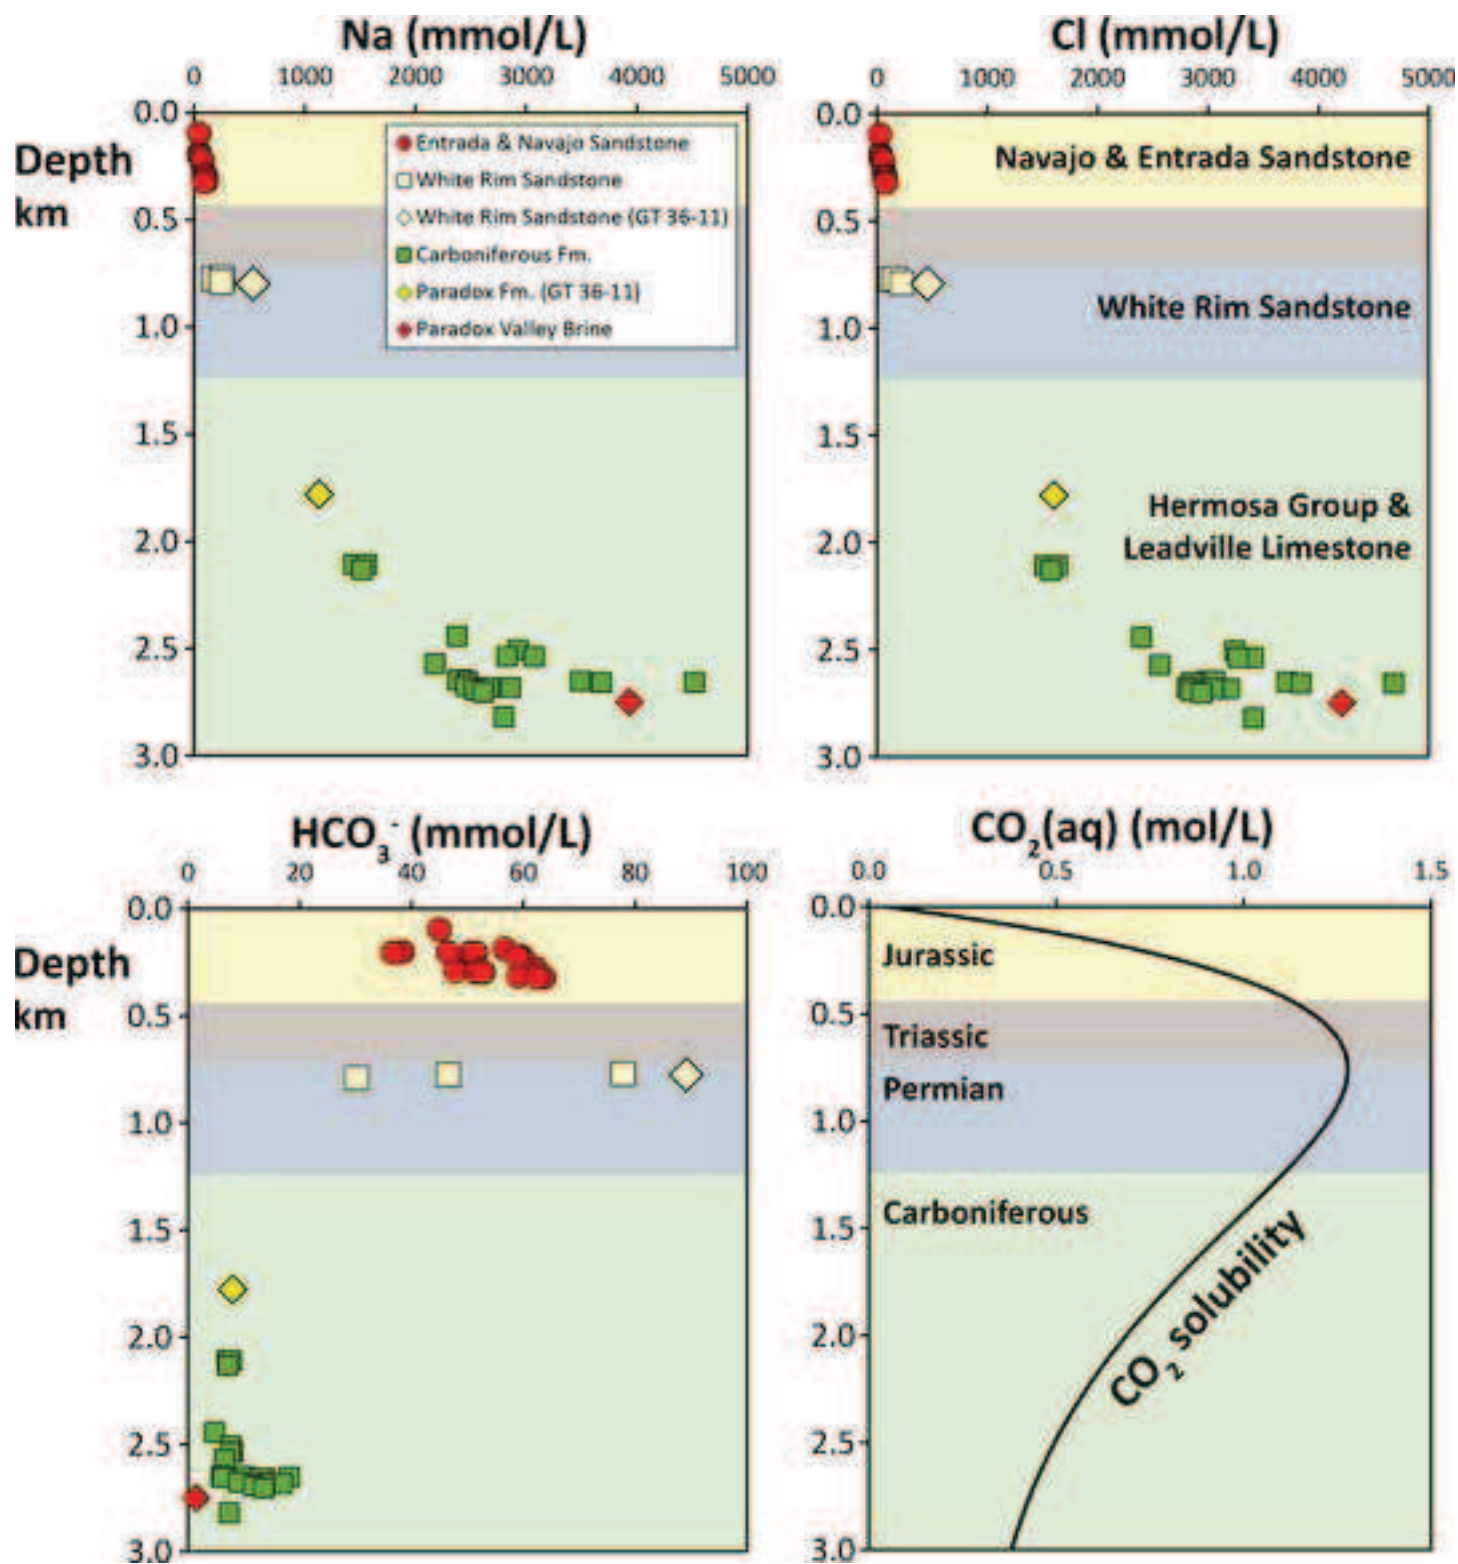 Na (mmol/L)
0 1000 2000 3000 4000 5000
Depth
km
0.0
0.5
1.0
1.5
2.0
2.5
3.0
Entrada & Navajo Sandstone
White Rim Sandstone
White Rim Sandstone (GT 36-11)
Carboniferous Fm.
Paradox Fm. (GT 36-11)
Paradox Valley Brine
Cl (mmol/L)
0 1000 2000 3000 4000 5000
0.0
0.5
1.0
1.5
2.0
2.5
3.0
Navajo & Entrada Sandstone
White Rim Sandstone
Hermosa Group &
Leadville Limestone
HCO₃⁻ (mmol/L)
0 20 40 60 80 100
Depth
km
0.0
0.5
1.0
1.5
2.0
2.5
3.0
CO₂(aq) (mol/L)
0.0 0.5 1.0 1.5
0.0
0.5
1.0
1.5
2.0
2.5
3.0
Jurassic
Triassic
Permian
Carboniferous
CO₂ solubility